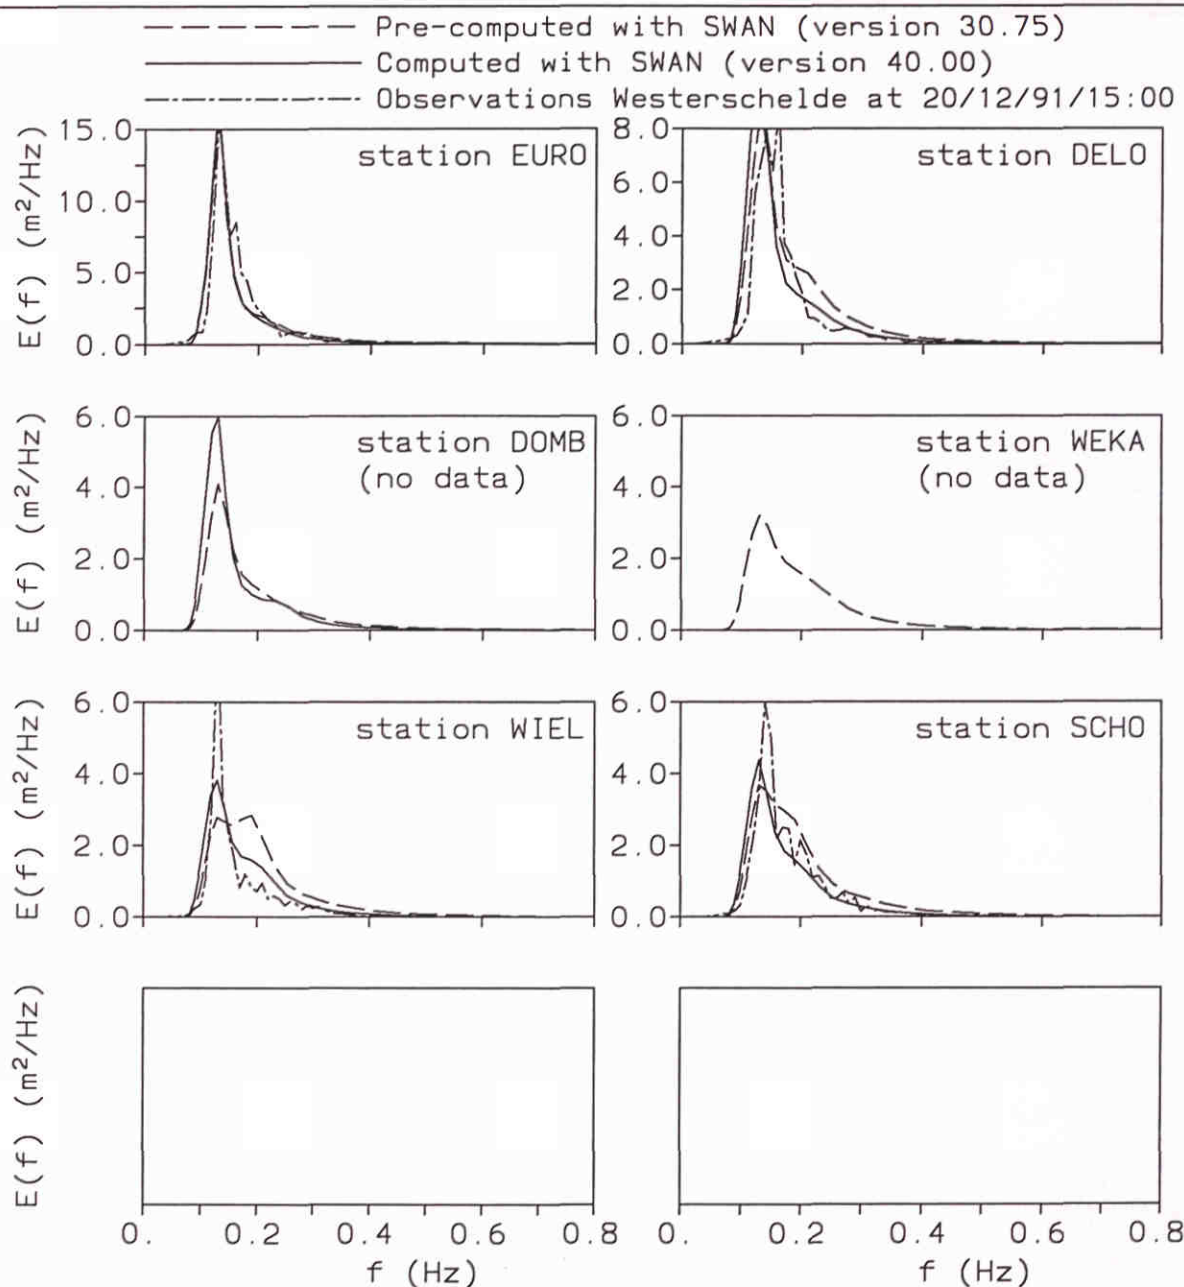 Pre-computed with SWAN (version 30.75)
Computed with SWAN (version 40.00)
Observations Westerschelde at 20/12/91/15:00
E(f) (m²/Hz)
15.0
10.0
5.0
0.0
station EURO
8.0
6.0
4.0
2.0
0.0
station DELO
E(f) (m²/Hz)
6.0
4.0
2.0
0.0
station DOMB
(no data)
6.0
4.0
2.0
0.0
station WEKA
(no data)
E(f) (m²/Hz)
6.0
4.0
2.0
0.0
station WIEL
6.0
4.0
2.0
0.0
station SCHO
E(f) (m²/Hz)
0. 0.2 0.4 0.6 0.8
f (Hz)
0. 0.2 0.4 0.6 0.8
f (Hz)